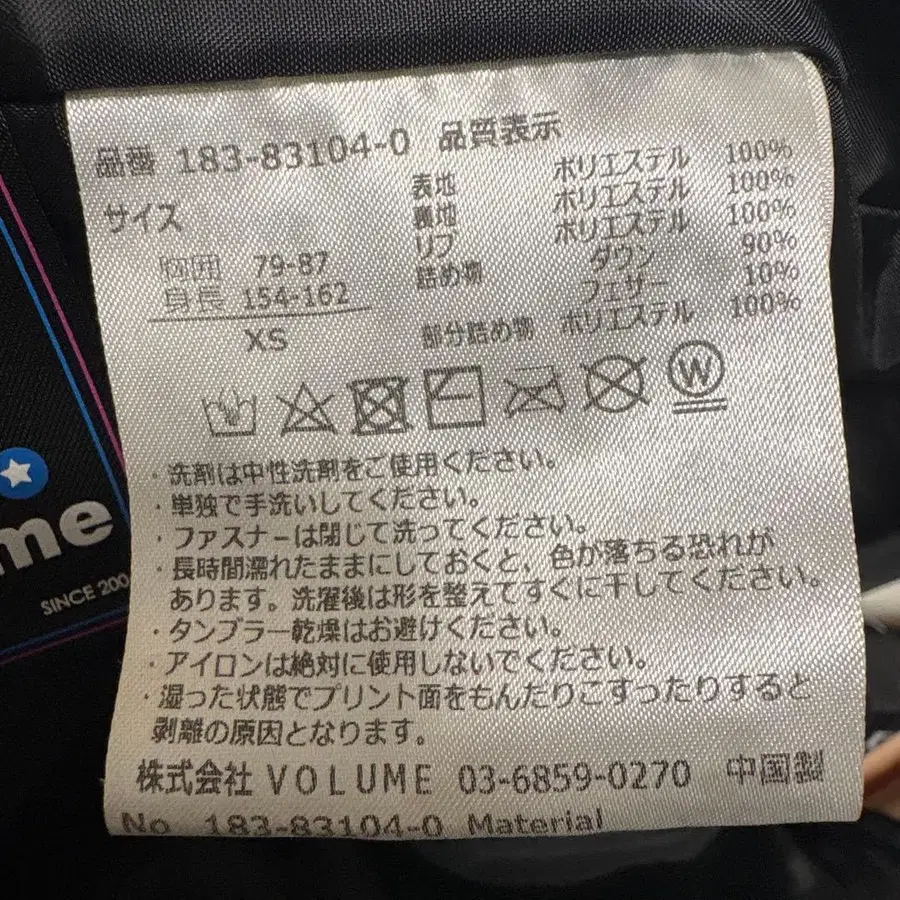 品番 183-83104-0 品質表示
サイズ
胸囲 79-87
身長 154-162
XS
表地 ポリエステル 100%
裏地 ポリエステル 100%
リブ ポリエステル 100%
詰め物 ダウン 90%
フェザー 10%
部分詰め物 ポリエステル 100%
W
・洗剤は中性洗剤をご使用ください。
・単独で手洗いしてください。
・ファスナーは閉じて洗ってください。
・長時間濡れたままにしておくと、色が落ちる恐れが
あります。洗濯後は形を整えてすぐに干してください。
・タンブラー乾燥はお避けください。
・アイロンは絶対に使用しないでください。
・湿った状態でプリント面をもんだりこすったりすると
剥離の原因となります。
株式会社 VOLUME 03-6859-0270 中国製
No 183-83104-0 Material
me
SINCE 200